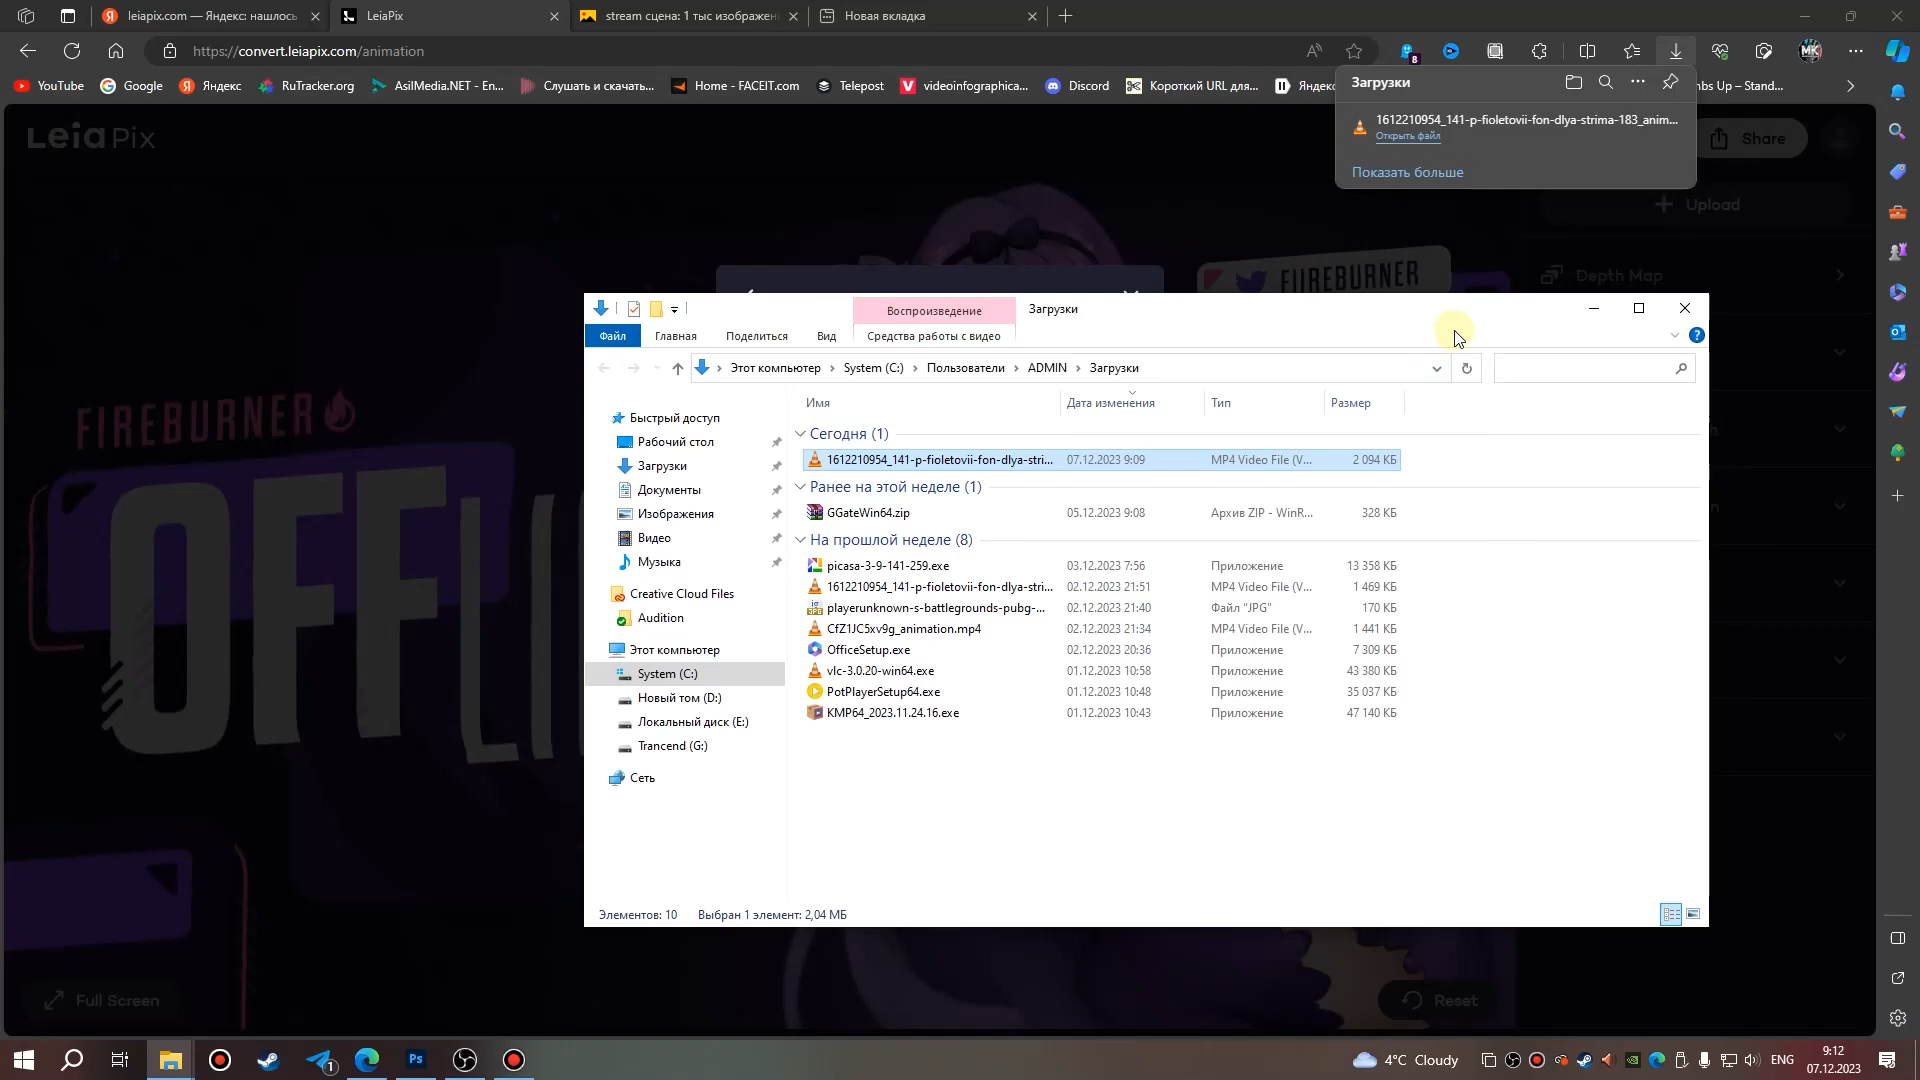 leiapix.com — Яндекс: нашлось
LeiaPix
stream сцена: 1 тыс изображен
Новая вкладка
https://convert.leiapix.com/animation
8
MK
YouTube
Google
Яндекс
RuTracker.org
AsilMedia.NET - En...
Слушать и скачать...
Home - FACEIT.com
Telepost
videoinfographica...
Discord
Короткий URL для...
Яндекс
bs Up – Stand...
Загрузки
1612210954_141-p-fioletovii-fon-dlya-strima-183_anim...
Открыть файл
Показать больше
LeiaPix
Share
Upload
Depth Map
FIREBURNER
FIREBURNER
OFFLI
Воспроизведение
Загрузки
Файл
Главная
Поделиться
Вид
Средства работы с видео
Этот компьютер
System (C:)
Пользователи
ADMIN
Загрузки
Имя
Дата изменения
Тип
Размер
Быстрый доступ
Рабочий стол
Загрузки
Документы
Изображения
Видео
Музыка
Creative Cloud Files
Audition
Этот компьютер
System (C:)
Новый том (D:)
Локальный диск (E:)
Trancend (G:)
Сеть
Сегодня (1)
1612210954_141-p-fioletovii-fon-dlya-stri... 07.12.2023 9:09 MP4 Video File (V... 2 094 КБ
Ранее на этой неделе (1)
GGateWin64.zip 05.12.2023 9:08 Архив ZIP - WinR... 328 КБ
На прошлой неделе (8)
picasa-3-9-141-259.exe 03.12.2023 7:56 Приложение 13 358 КБ
1612210954_141-p-fioletovii-fon-dlya-stri... 02.12.2023 21:51 MP4 Video File (V... 1 469 КБ
playerunknown-s-battlegrounds-pubg-... 02.12.2023 21:40 Файл "JPG" 170 КБ
CfZ1JC5xv9g_animation.mp4 02.12.2023 21:34 MP4 Video File (V... 1 441 КБ
OfficeSetup.exe 02.12.2023 20:36 Приложение 7 309 КБ
vlc-3.0.20-win64.exe 01.12.2023 10:58 Приложение 43 380 КБ
PotPlayerSetup64.exe 01.12.2023 10:48 Приложение 35 037 КБ
KMP64_2023.11.24.16.exe 01.12.2023 10:43 Приложение 47 140 КБ
Элементов: 10 Выбран 1 элемент: 2,04 МБ
Full Screen
Reset
1
Ps
4°C Cloudy
ENG
9:12
07.12.2023